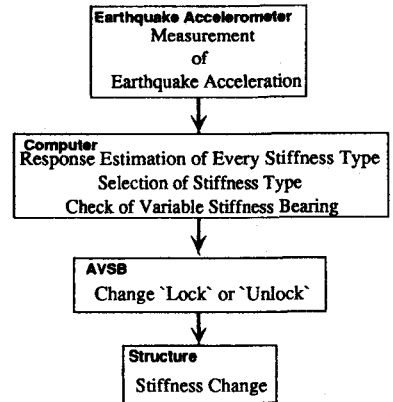 Earthquake Accelerometer
Measurement
of
Earthquake Acceleration
Computer
Response Estimation of Every Stiffness Type
Selection of Stiffness Type
Check of Variable Stiffness Bearing
AVSB
Change `Lock` or `Unlock`
Structure
Stiffness Change